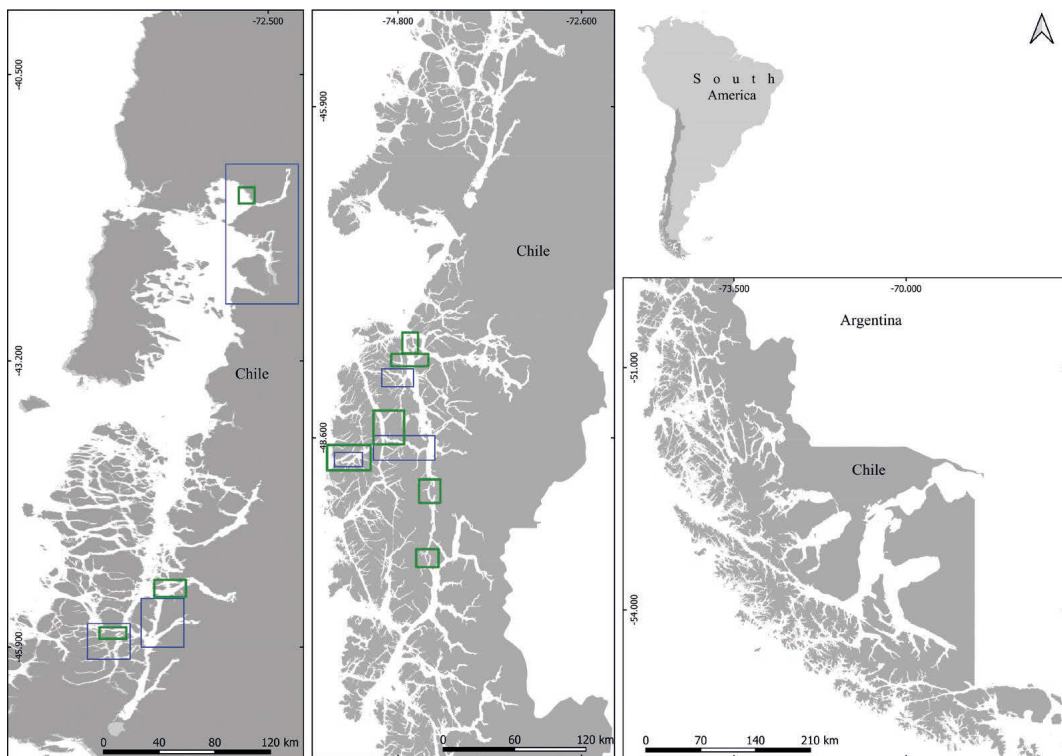 -72.500
-40.500
-43.200
Chile
-45.900
0 40 80 120 km
-74.800 -72.600
-45.900
Chile
-48.600
0 60 120 km
S o u t h
America
-73.500 -70.000
Argentina
-51.000
Chile
-54.000
0 70 140 210 km